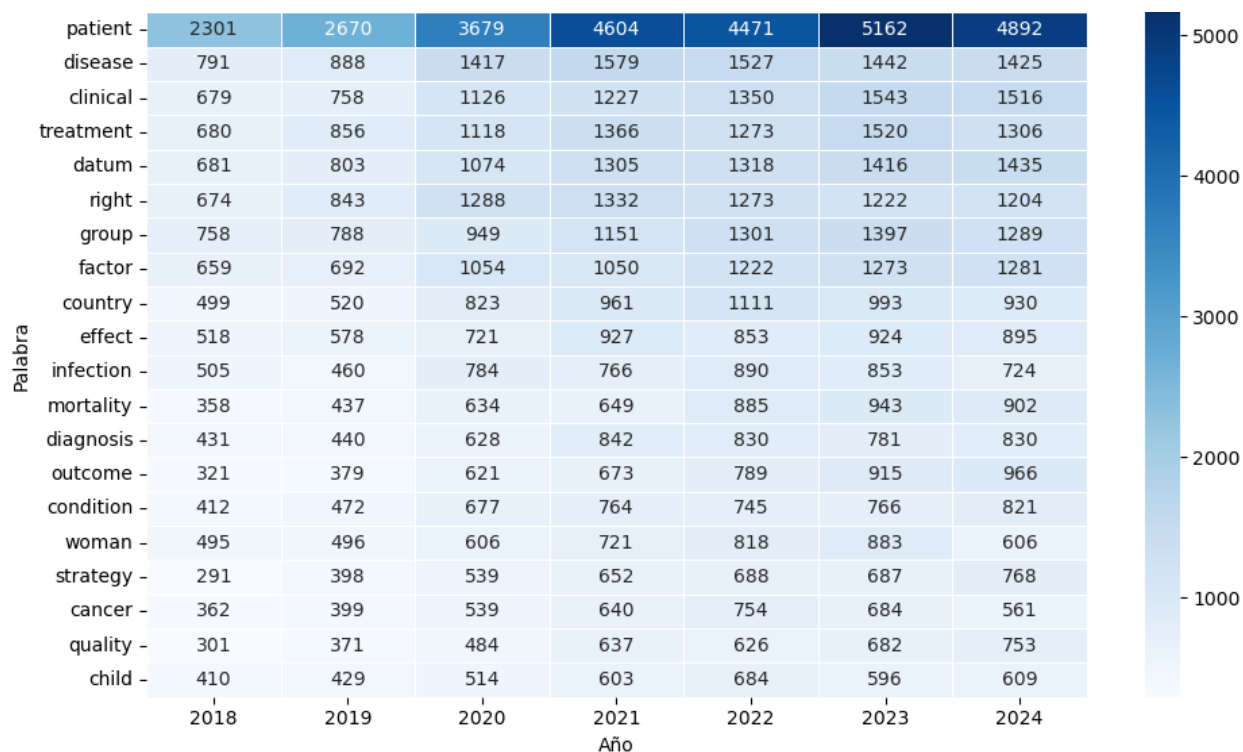 patient 2301 2670 3679 4604 4471 5162 4892
disease 791 888 1417 1579 1527 1442 1425
clinical 679 758 1126 1227 1350 1543 1516
treatment 680 856 1118 1366 1273 1520 1306
datum 681 803 1074 1305 1318 1416 1435
right 674 843 1288 1332 1273 1222 1204
group 758 788 949 1151 1301 1397 1289
factor 659 692 1054 1050 1222 1273 1281
country 499 520 823 961 1111 993 930
effect 518 578 721 927 853 924 895
infection 505 460 784 766 890 853 724
mortality 358 437 634 649 885 943 902
diagnosis 431 440 628 842 830 781 830
outcome 321 379 621 673 789 915 966
condition 412 472 677 764 745 766 821
woman 495 496 606 721 818 883 606
strategy 291 398 539 652 688 687 768
cancer 362 399 539 640 754 684 561
quality 301 371 484 637 626 682 753
child 410 429 514 603 684 596 609
2018 2019 2020 2021 2022 2023 2024
Año
Palabra
5000
4000
3000
2000
1000